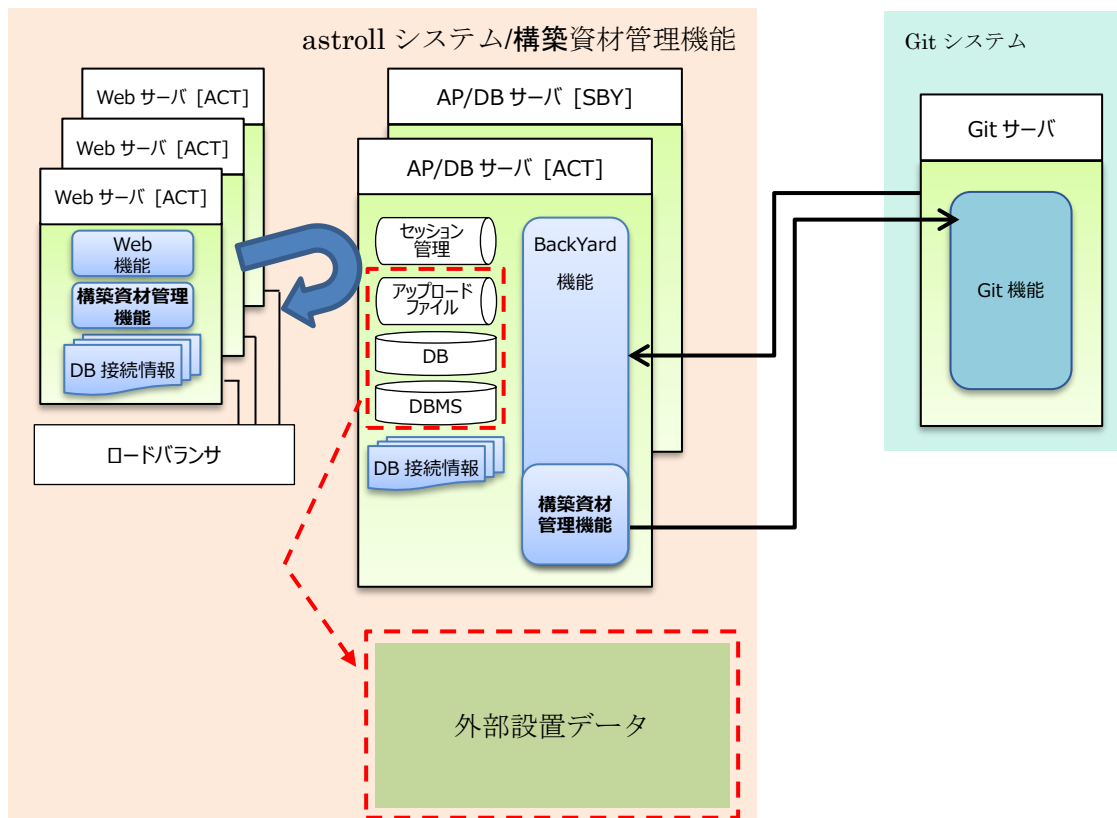 astroll システム/構築資材管理機能
Git システム
Web サーバ [ACT]
Web サーバ [ACT]
Web サーバ [ACT]
Web
機能
構築資材管理
機能
DB 接続情報
ロードバランサ
AP/DB サーバ [SBY]
AP/DB サーバ [ACT]
セッション
管理
アップロード
ファイル
DB
DBMS
DB 接続情報
BackYard
機能
構築資材
管理機能
Git サーバ
Git 機能
外部設置データ